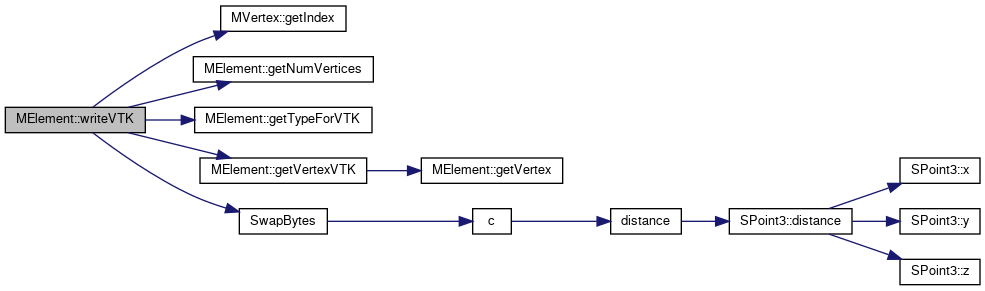 MVertex::getIndex
MElement::getNumVertices
MElement::writeVTK
MElement::getTypeForVTK
MElement::getVertexVTK
MElement::getVertex
SwapBytes
c
distance
SPoint3::distance
SPoint3::x
SPoint3::y
SPoint3::z